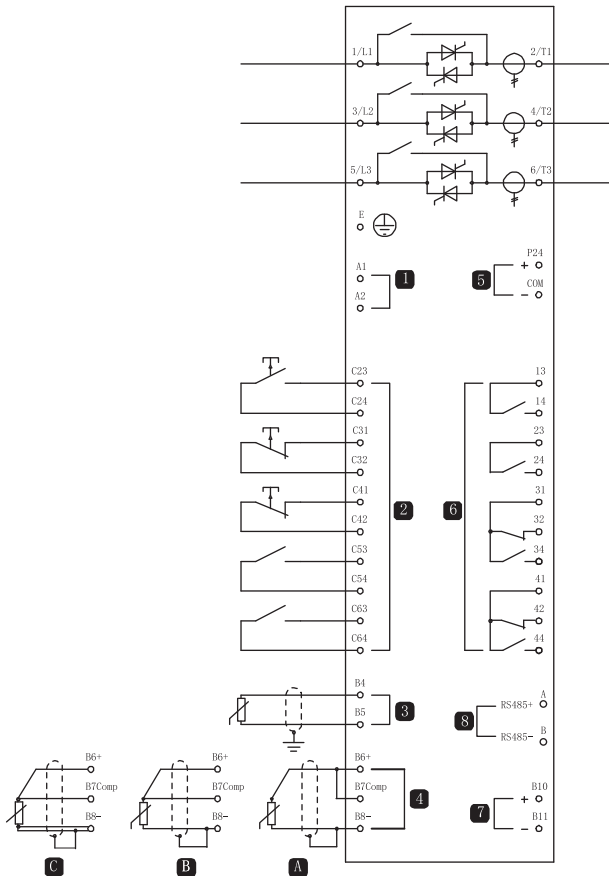 1/L1 2/T1
3/L2 4/T2
5/L3 6/T3
E
A1 1 5 + P24
A2 - COM
C23 13
C24 14
C31 23
C32 24
C41 2 6 31
C42 32
C53 34
C54 41
C63 42
C64 44
B4 A
3 8 RS485+
B5 B
RS485-
B6+ B6+ B6+
B7Comp B7Comp B7Comp 4 7 + B10
B8- B8- B8- - B11
C B A